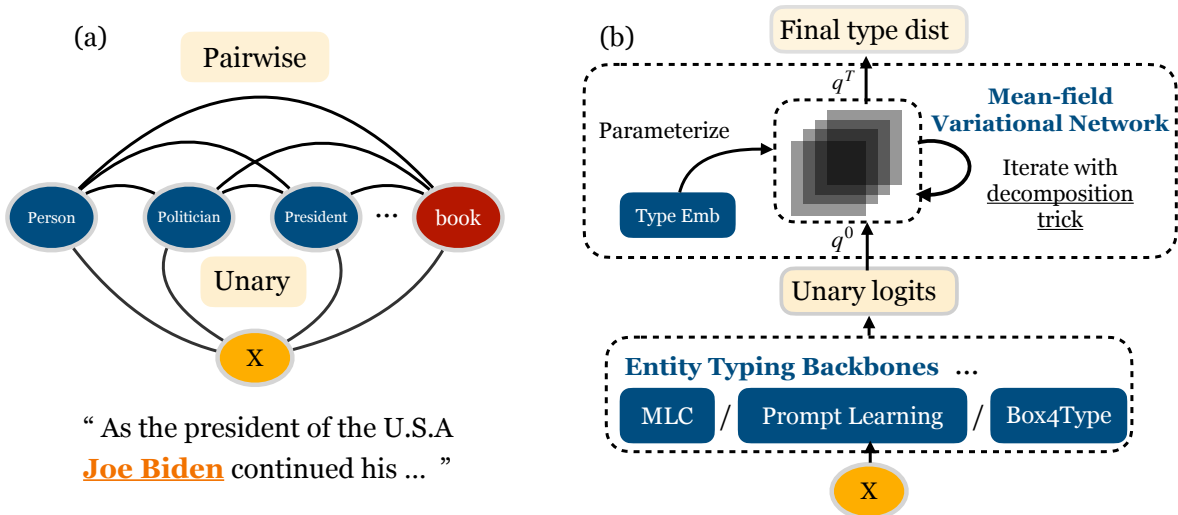 (a)
Pairwise
Person
Politician
President
...
book
Unary
X
“ As the president of the U.S.A
Joe Biden continued his ... ”
(b)
Final type dist
q^T
Mean-field
Variational Network
Parameterize
Iterate with
decomposition
trick
Type Emb
q^0
Unary logits
Entity Typing Backbones ...
MLC / Prompt Learning / Box4Type
X